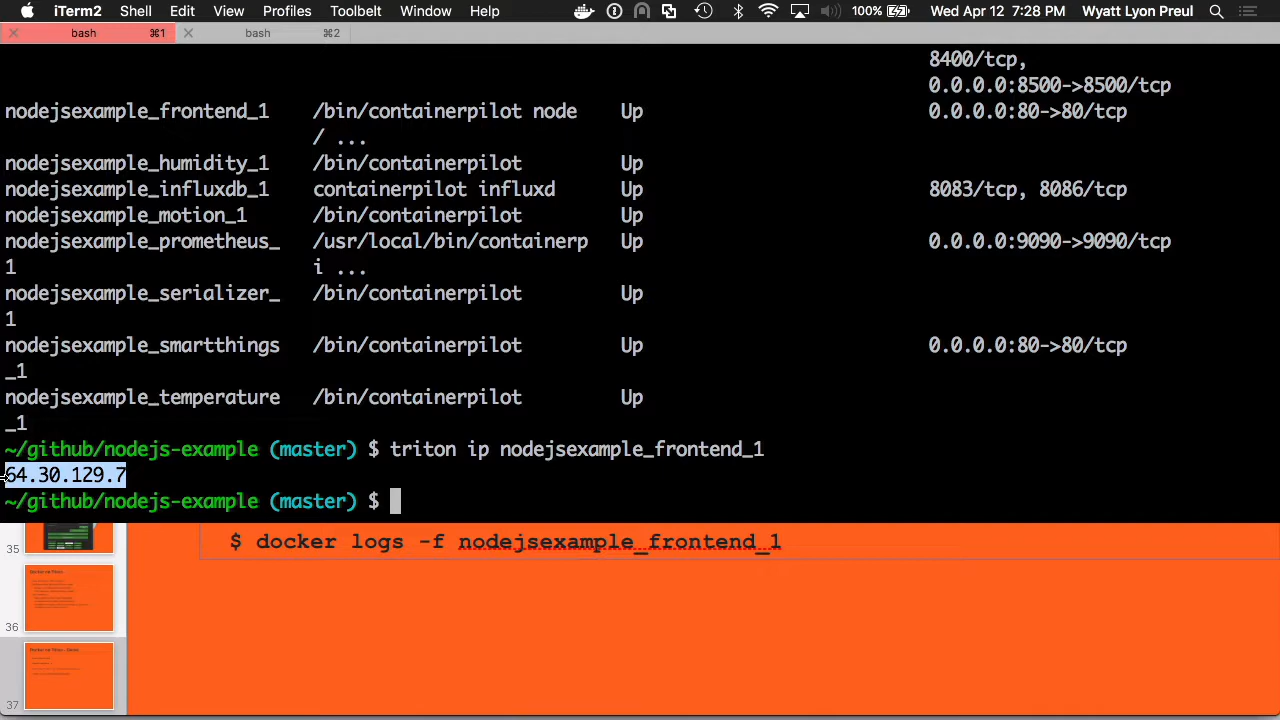 iTerm2 Shell Edit View Profiles Toolbelt Window Help 100% Wed Apr 12 7:28 PM Wyatt Lyon Preul
bash ⌘1 bash ⌘2
8400/tcp,
0.0.0.0:8500->8500/tcp
nodejsexample_frontend_1 /bin/containerpilot node Up 0.0.0.0:80->80/tcp
/ ...
nodejsexample_humidity_1 /bin/containerpilot Up
nodejsexample_influxdb_1 containerpilot influxd Up 8083/tcp, 8086/tcp
nodejsexample_motion_1 /bin/containerpilot Up
nodejsexample_prometheus_ /usr/local/bin/containerp Up 0.0.0.0:9090->9090/tcp
1 i ...
nodejsexample_serializer_ /bin/containerpilot Up
1
nodejsexample_smartthings /bin/containerpilot Up 0.0.0.0:80->80/tcp
_1
nodejsexample_temperature /bin/containerpilot Up
_1
~/github/nodejs-example (master) $ triton ip nodejsexample_frontend_1
64.30.129.7
~/github/nodejs-example (master) $
$ docker logs -f nodejsexample_frontend_1
35
36
37